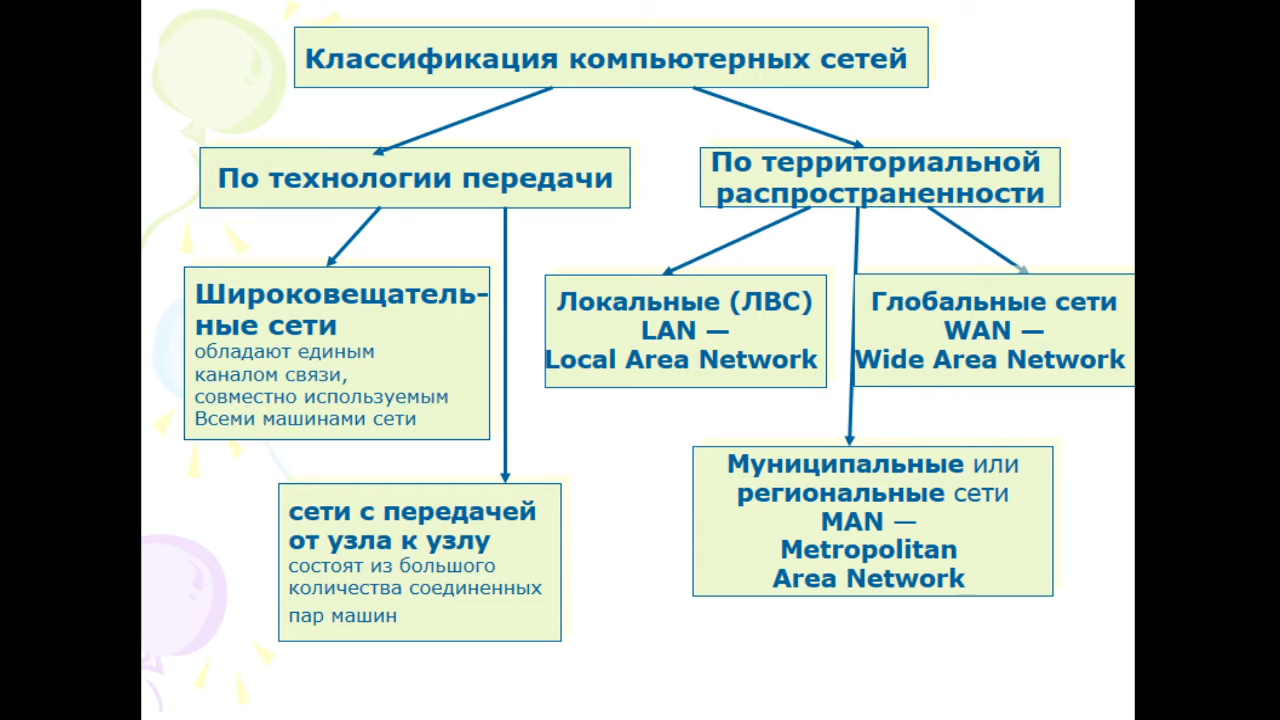 Классификация компьютерных сетей
По технологии передачи
По территориальной
распространенности
Широковещатель-
ные сети
обладают единым
каналом связи,
совместно используемым
Всеми машинами сети
Локальные (ЛВС)
LAN —
Local Area Network
Глобальные сети
WAN —
Wide Area Network
сети с передачей
от узла к узлу
состоят из большого
количества соединенных
пар машин
Муниципальные или
региональные сети
MAN —
Metropolitan
Area Network